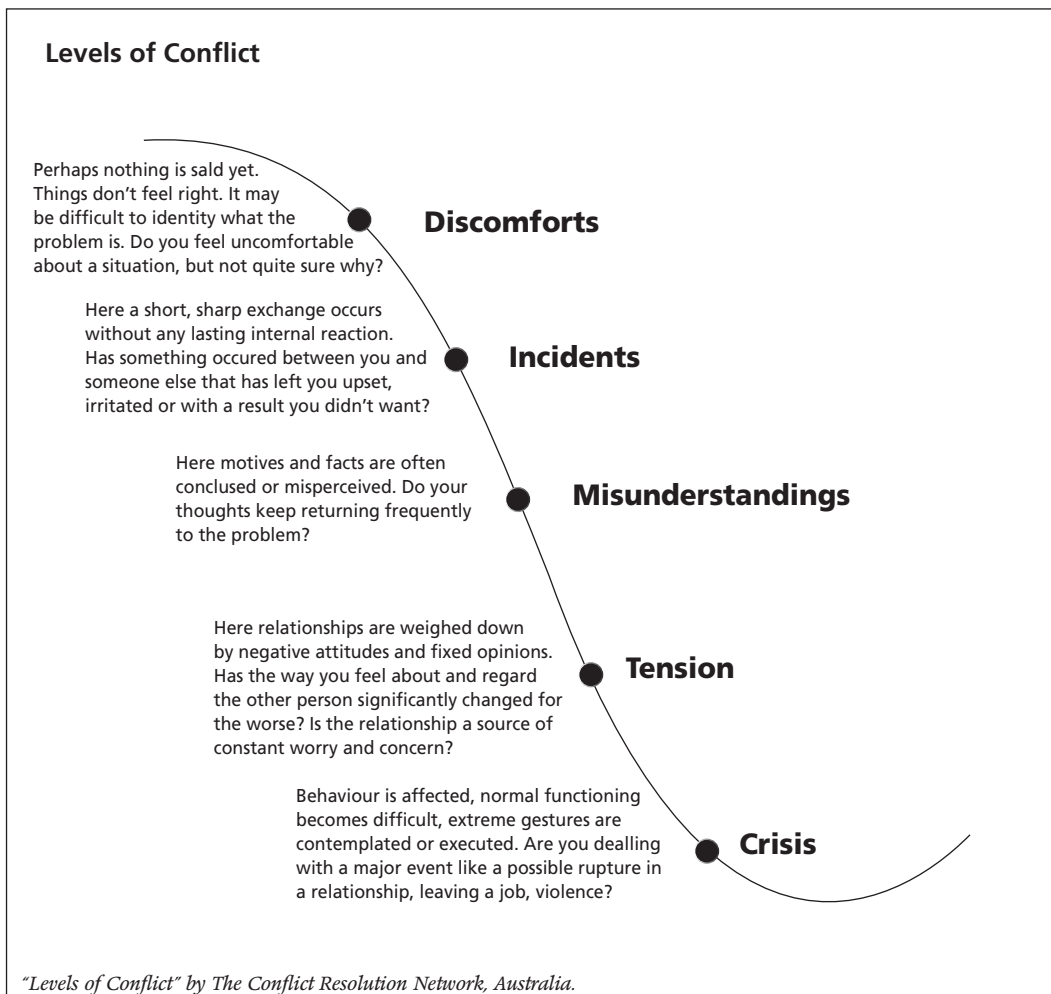 Levels of Conflict
Perhaps nothing is sald yet.
Things don’t feel right. It may
be difficult to identity what the
problem is. Do you feel uncomfortable
about a situation, but not quite sure why?
Discomforts
Here a short, sharp exchange occurs
without any lasting internal reaction.
Has something occured between you and
someone else that has left you upset,
irritated or with a result you didn’t want?
Incidents
Here motives and facts are often
conclused or misperceived. Do your
thoughts keep returning frequently
to the problem?
Misunderstandings
Here relationships are weighed down
by negative attitudes and fixed opinions.
Has the way you feel about and regard
the other person significantly changed for
the worse? Is the relationship a source of
constant worry and concern?
Tension
Behaviour is affected, normal functioning
becomes difficult, extreme gestures are
contemplated or executed. Are you dealling
with a major event like a possible rupture in
a relationship, leaving a job, violence?
Crisis
“Levels of Conflict” by The Conflict Resolution Network, Australia.